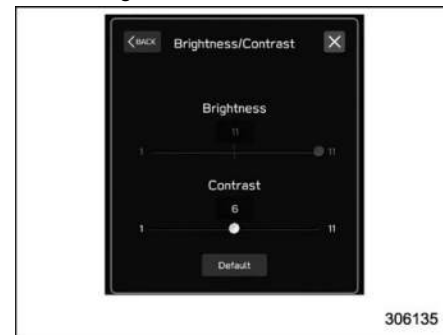 BACK Brightness/Contrast X
Brightness
11
1 11
Contrast
6
1 11
Default
306135